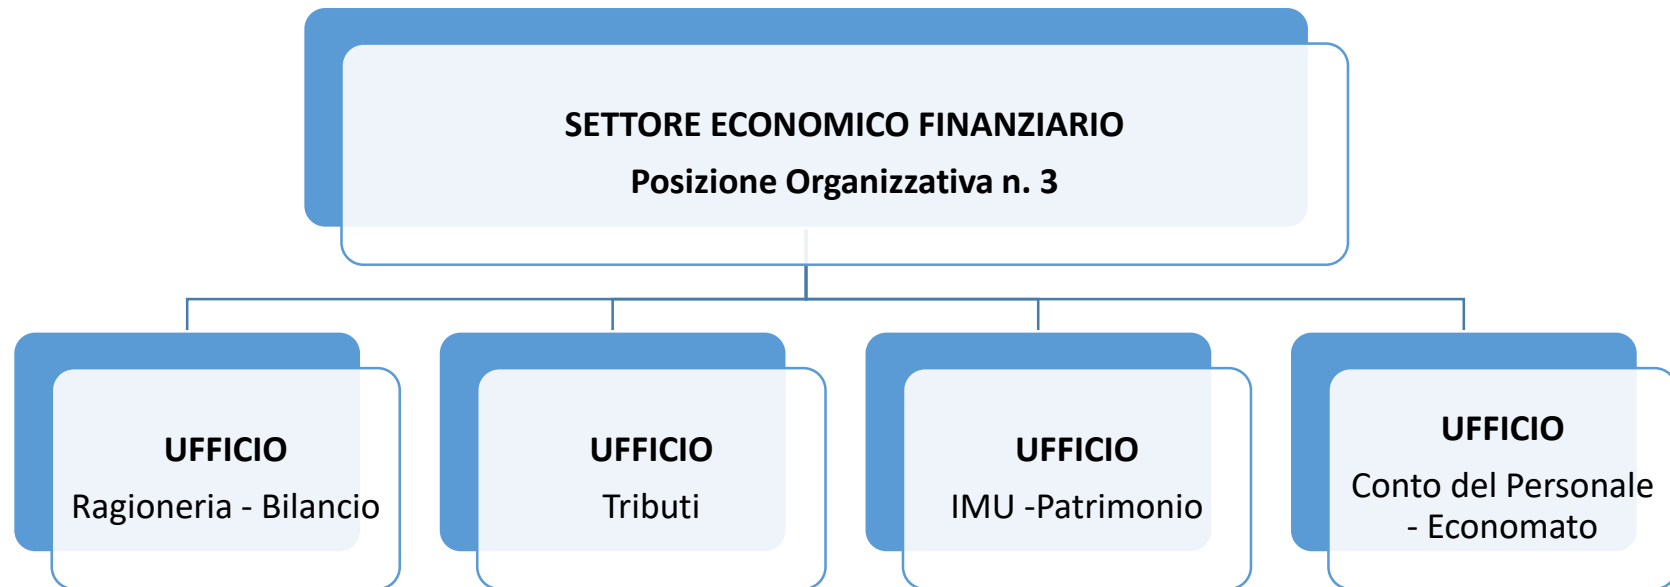 SETTORE ECONOMICO FINANZIARIO
Posizione Organizzativa n. 3
UFFICIO
Ragioneria - Bilancio
UFFICIO
Tributi
UFFICIO
IMU -Patrimonio
UFFICIO
Conto del Personale
- Economato